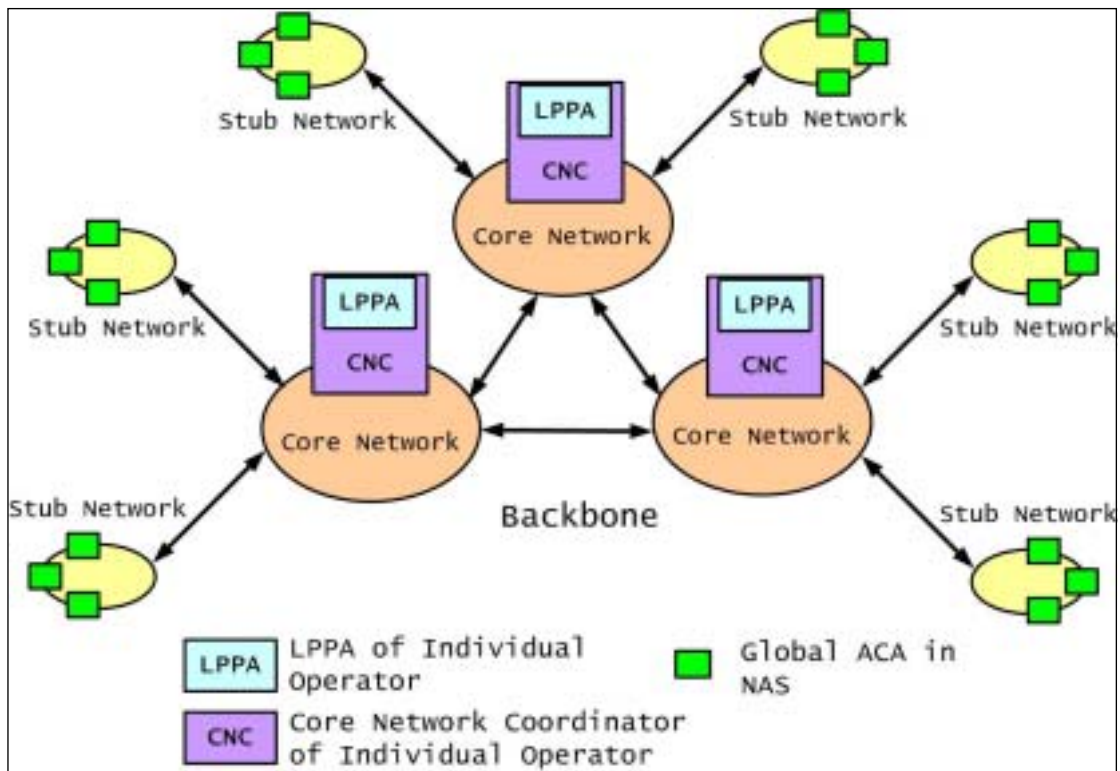 Stub Network
Stub Network
LPPA
CNC
Core Network
Stub Network
Stub Network
LPPA
CNC
Core Network
LPPA
CNC
Core Network
Stub Network
Stub Network
Backbone
LPPA
LPPA of Individual
Operator
Global ACA in
NAS
CNC
Core Network Coordinator
of Individual Operator